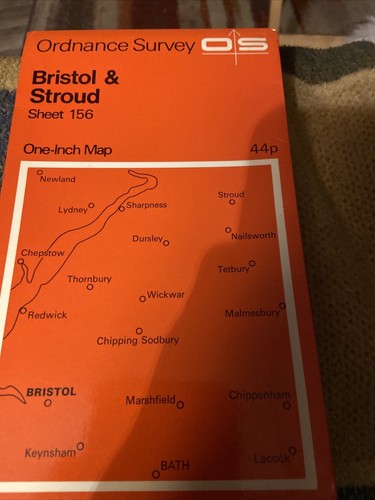 Ordnance Survey OS
Bristol &
Stroud
Sheet 156
One-Inch Map 44p
Newland
Stroud
Lydney Sharpness
Dursley Nailsworth
Chepstow
Tetbury
Thornbury
Wickwar
Redwick Malmesbury
Chipping Sodbury
BRISTOL
Marshfield Chippenham
Keynsham
BATH Lacock